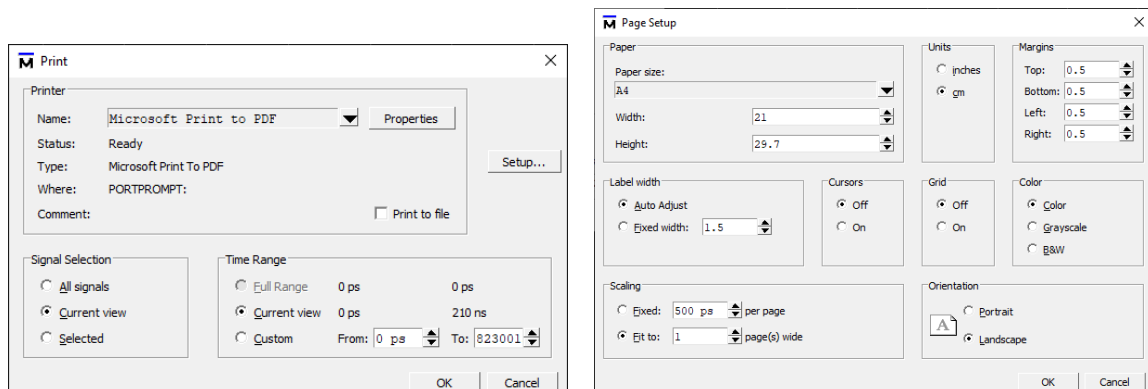 Print
Printer
Name: Microsoft Print to PDF Properties
Status: Ready
Type: Microsoft Print To PDF
Where: PORTPROMPT:
Comment: Print to file
Setup...
Signal Selection
All signals
Current view
Selected
Time Range
Full Range 0 ps 0 ps
Current view 0 ps 210 ns
Custom From: 0 ps To: 823001
OK Cancel
Page Setup
Paper
Paper size:
A4
Width: 21
Height: 29.7
Units
inches
cm
Margins
Top: 0.5
Bottom: 0.5
Left: 0.5
Right: 0.5
Label width
Auto Adjust
Fixed width: 1.5
Cursors
Off
On
Grid
Off
On
Color
Color
Grayscale
B&W
Scaling
Fixed: 500 ps per page
Fit to: 1 page(s) wide
Orientation
A
Portrait
Landscape
OK Cancel